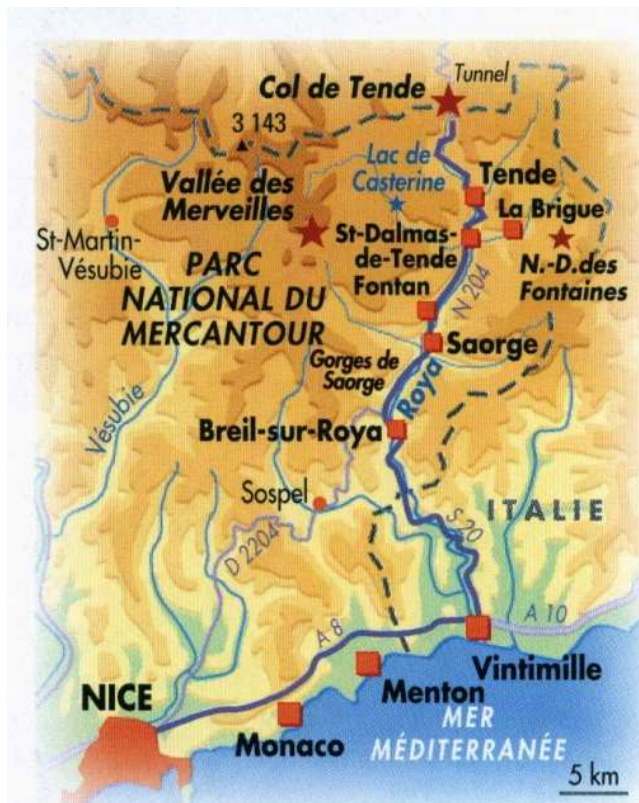 Tunnel
Col de Tende
3 143
Lac de
Casterine
Vallée des
Merveilles
Tende
La Brigue
St-Martin-
Vésubie
St-Dalmas-
de-Tende
PARC
NATIONAL DU
MERCANTOUR
N.-D.des
Fontaines
Fontan
N 204
Saorge
Gorges de
Saorge
Roya
Vésubie
Breil-sur-Roya
Sospel
ITALIE
S 20
D 2204
A 8
A 10
Vintimille
Menton
NICE
Monaco
MER
MÉDITERRANÉE
5 km